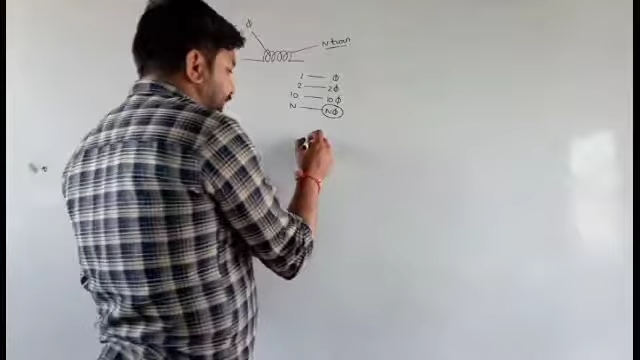 φ
N turn
1 — φ
2 — 2φ
10 — 10φ
N — Nφ